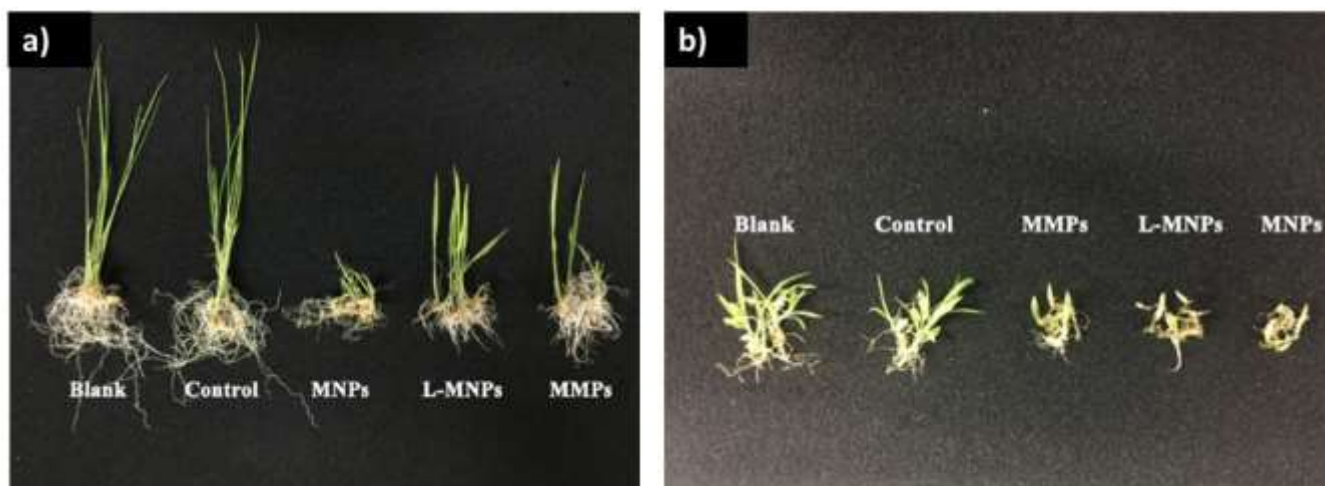 a)
Blank Control MNPs L-MNPs MMPs
b)
Blank Control MMPs L-MNPs MNPs